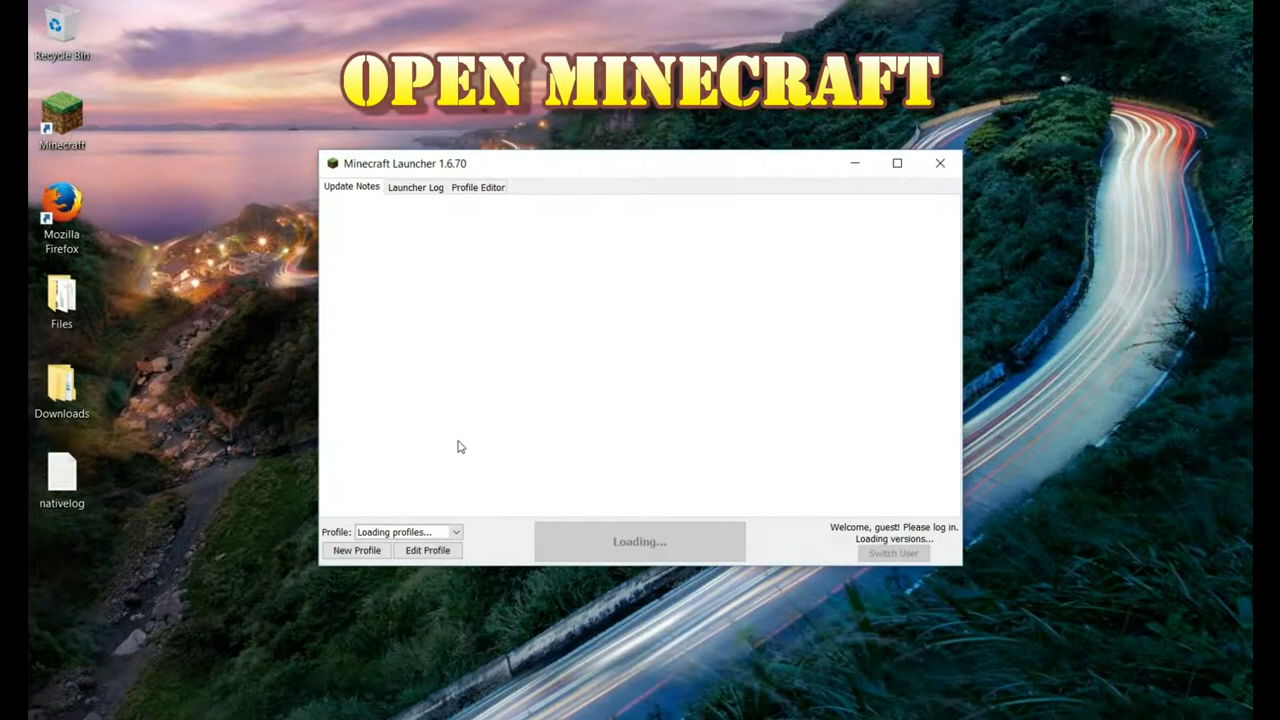 OPEN MINECRAFT
Recycle Bin
Minecraft
Mozilla
Firefox
Files
Downloads
nativelog
Minecraft Launcher 1.6.70
Update Notes Launcher Log Profile Editor
Profile: Loading profiles...
New Profile Edit Profile
Loading...
Welcome, guest! Please log in.
Loading versions...
Switch User